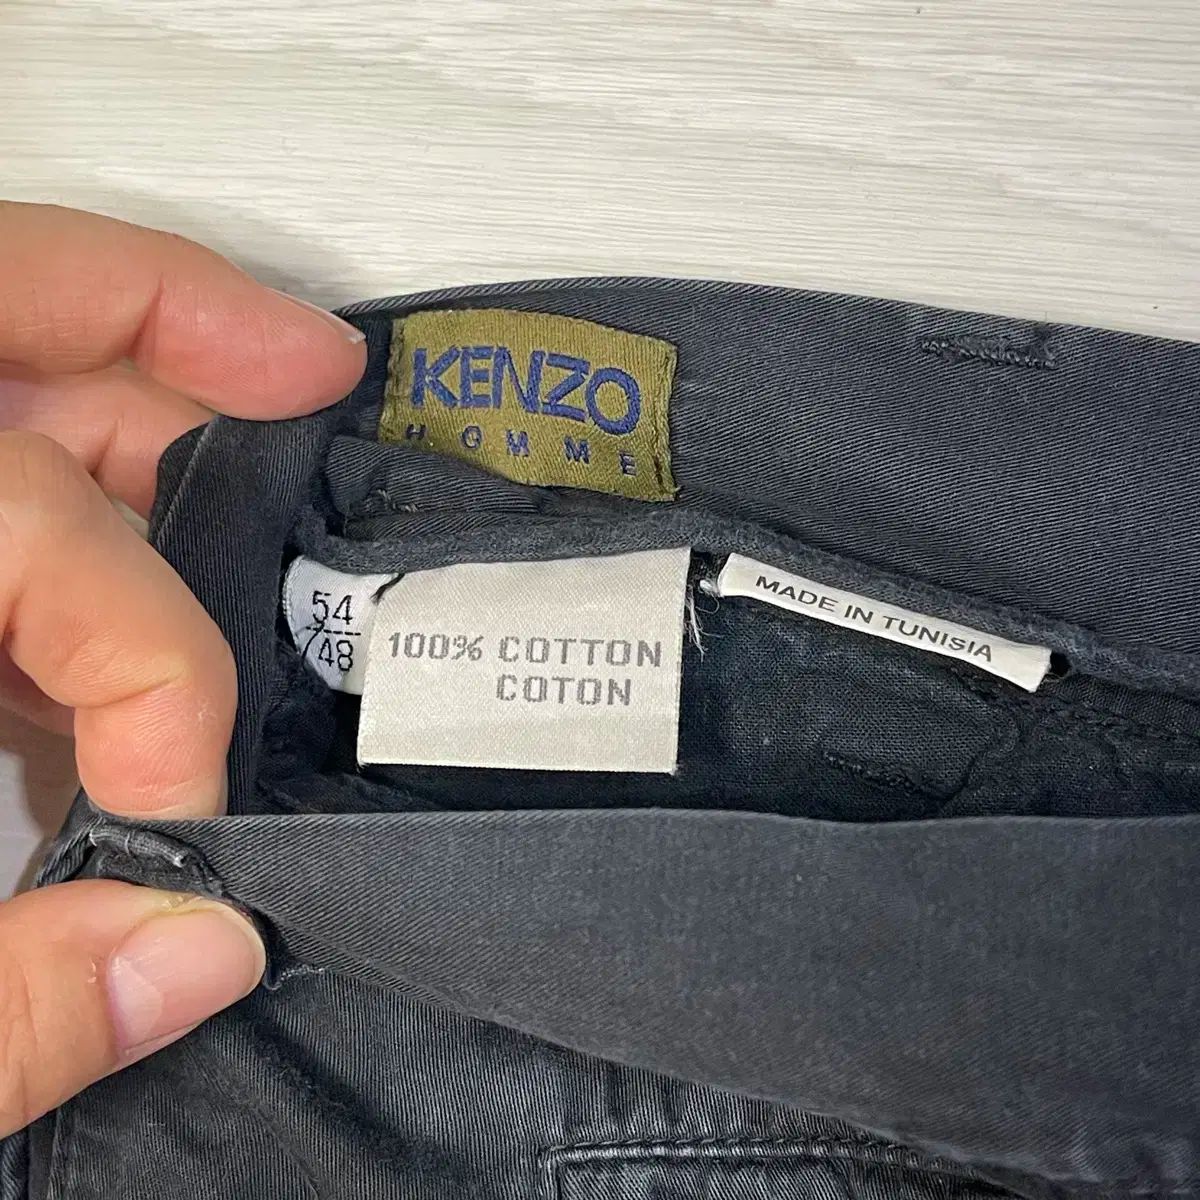 KENZO
HOMME
54
48
100% COTTON
COTON
MADE IN TUNISIA